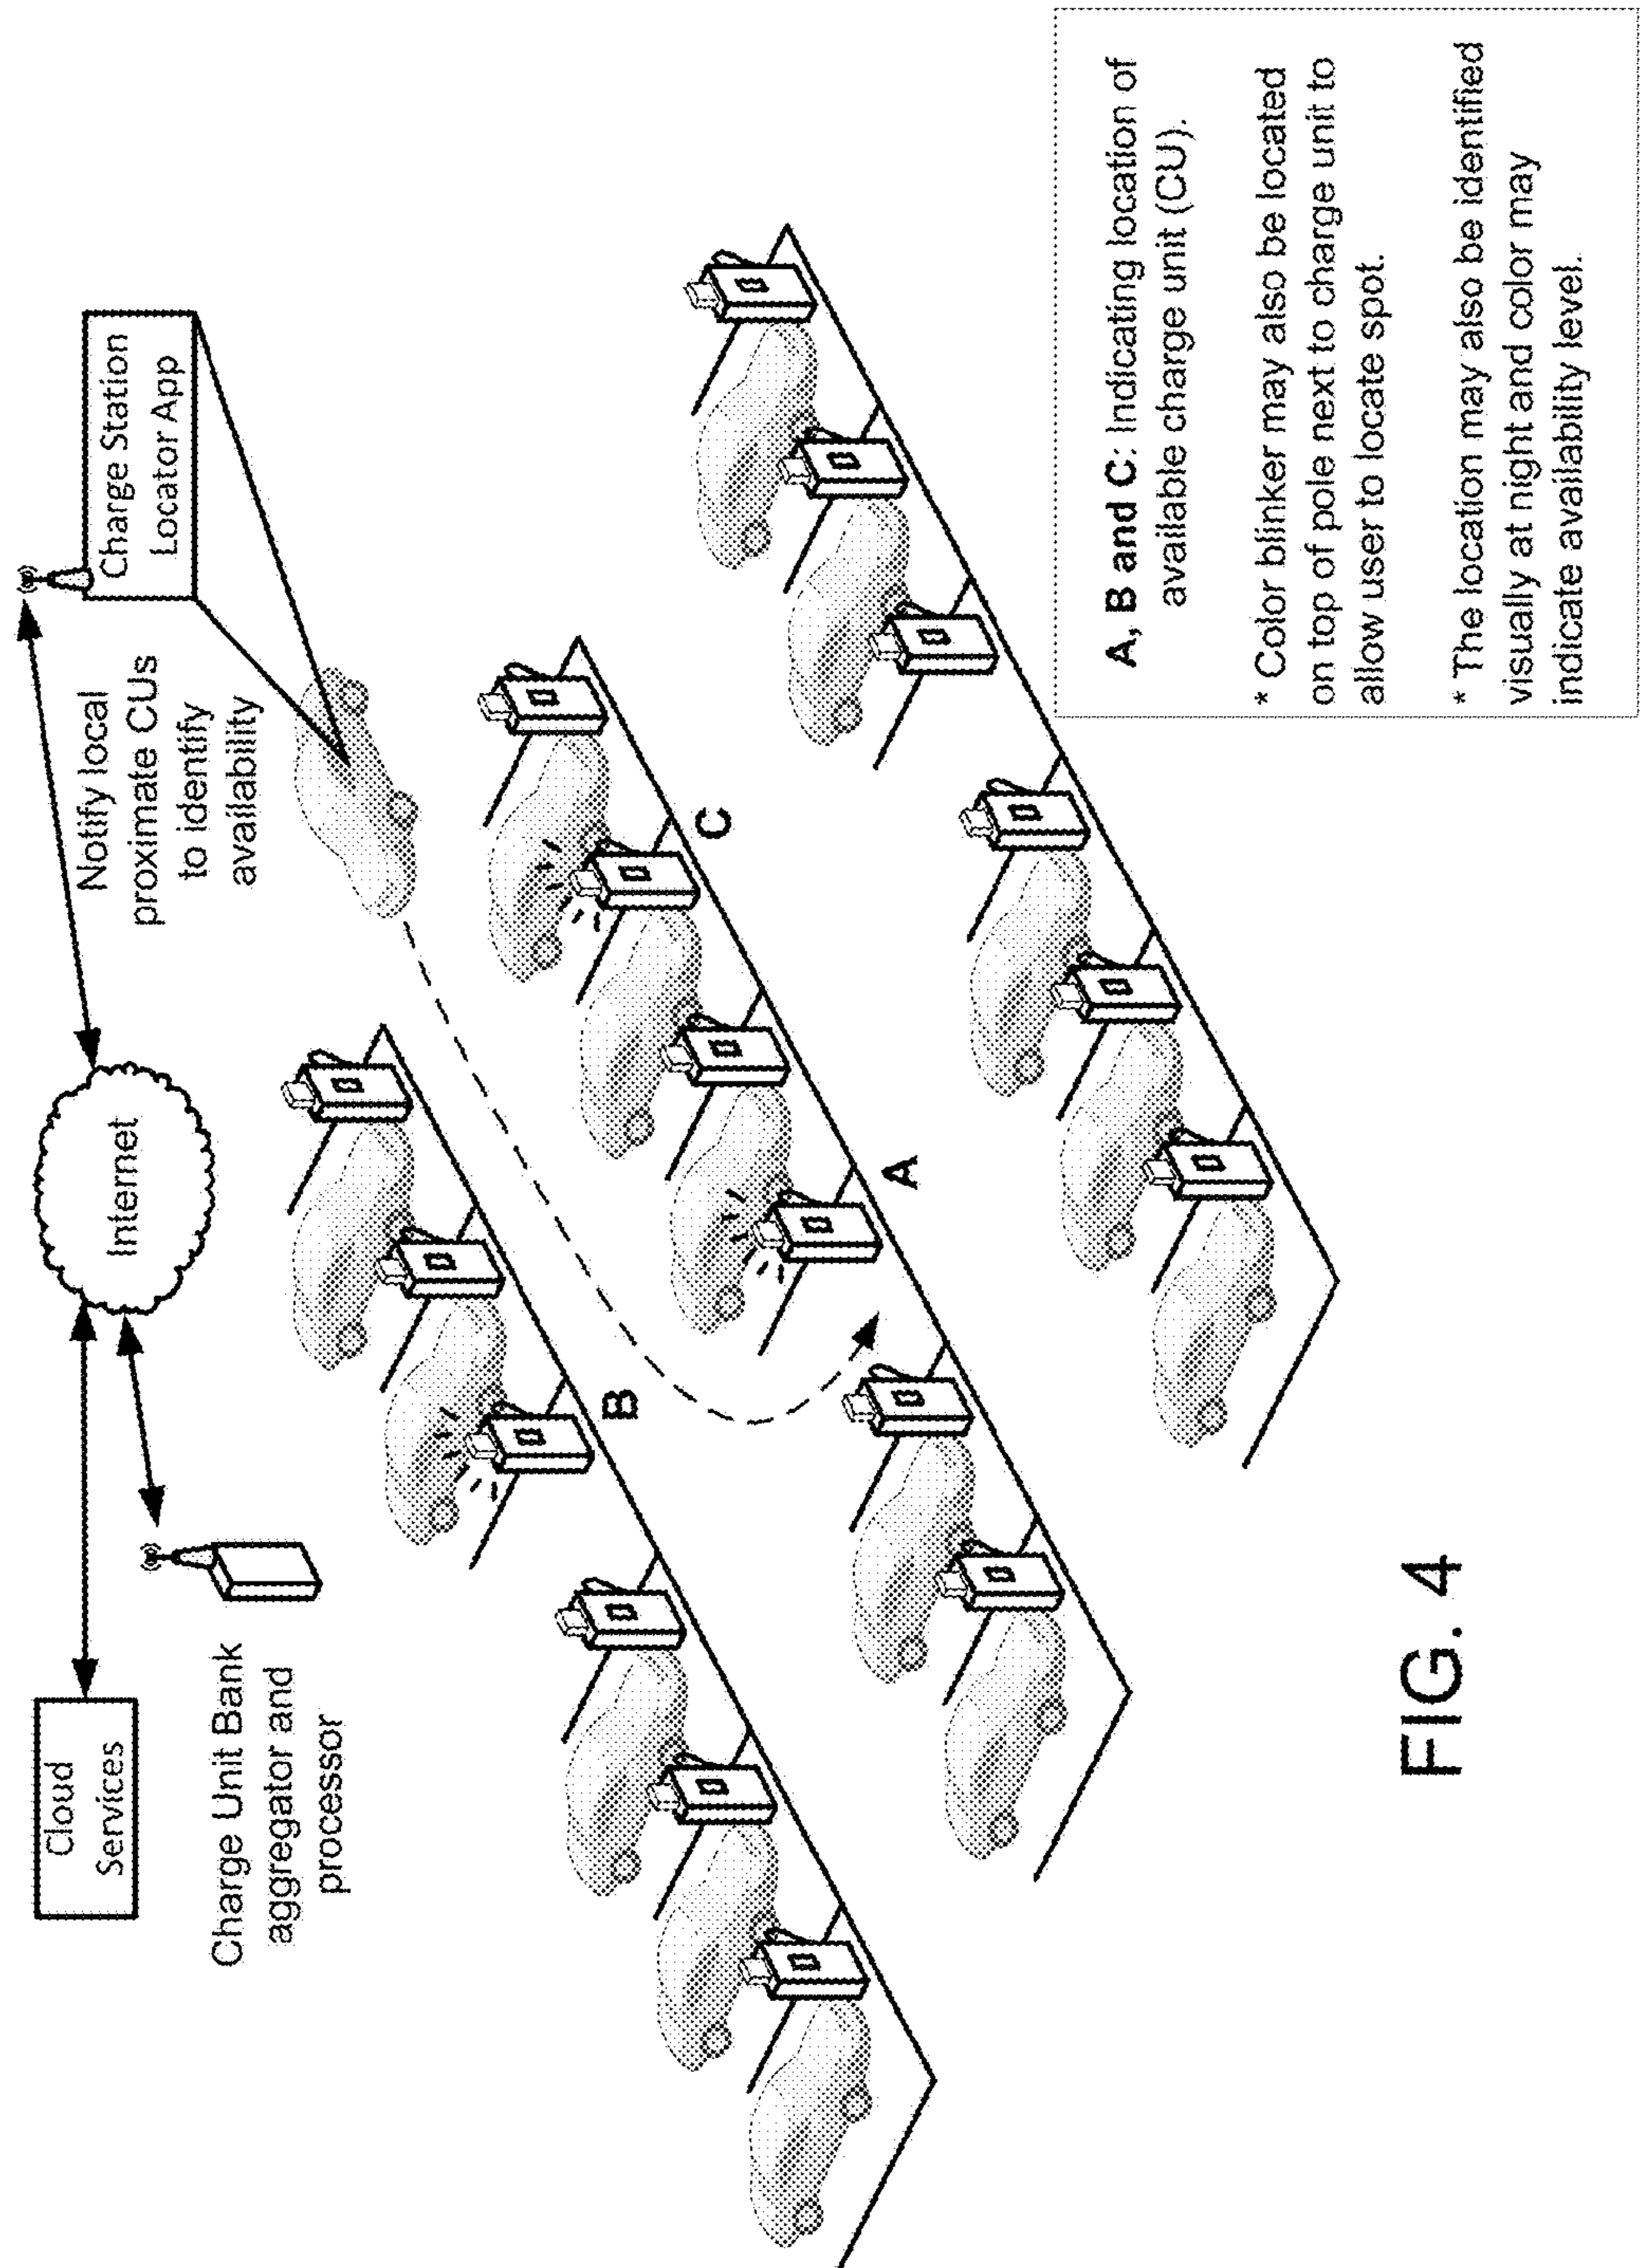 Cloud
Services
Internet
Charge Unit Bank
aggregator and
processor
Notify local
proximate CUs
to identify
availability
Charge Station
Locator App
B
A
C
A, B and C: Indicating location of
available charge unit (CU).
* Color blinker may also be located
on top of pole next to charge unit to
allow user to locate spot.
* The location may also be identified
visually at night and color may
indicate availability level.
FIG. 4